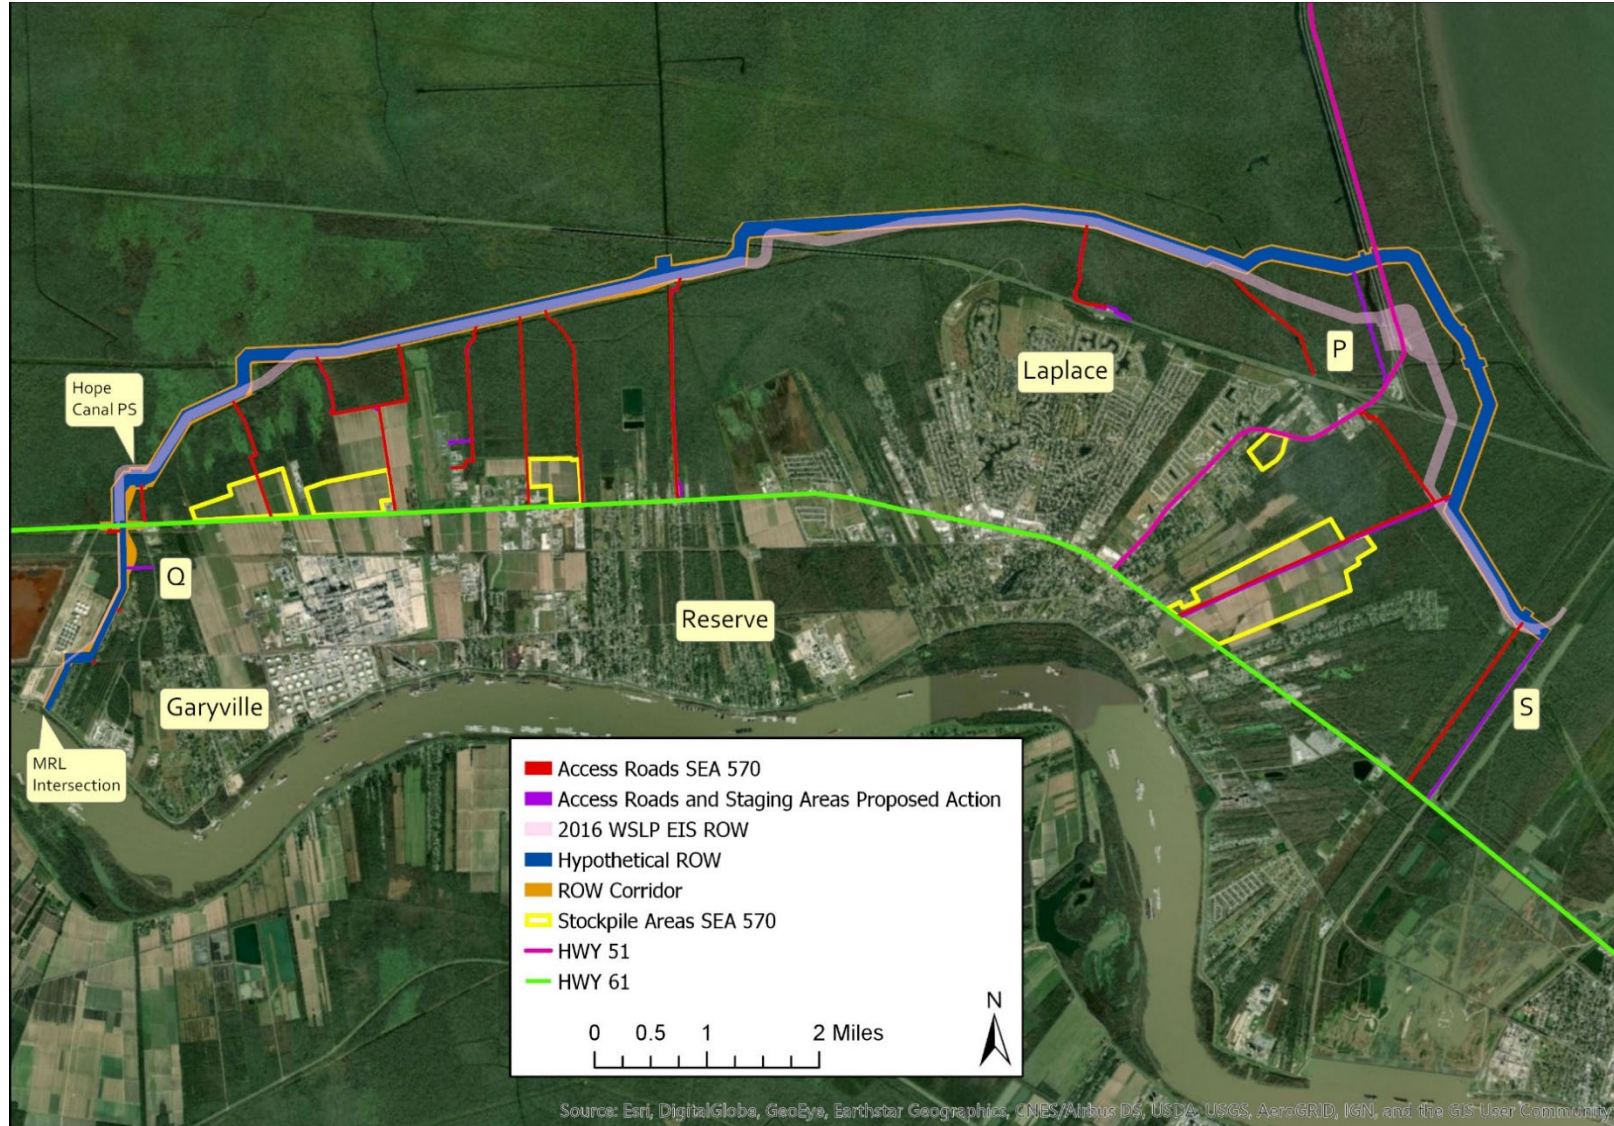 Hope
Canal PS
P
Laplace
Q
Reserve
Garyville
S
MRL
Intersection
Access Roads SEA 570
Access Roads and Staging Areas Proposed Action
2016 WSLP EIS ROW
Hypothetical ROW
ROW Corridor
Stockpile Areas SEA 570
HWY 51
HWY 61
N
0 0.5 1 2 Miles
Source: Esri, DigitalGlobe, GeoEye, Earthstar Geographics, CNES/Airbus DS, USDA, USGS, AeroGRID, IGN, and the GIS User Community